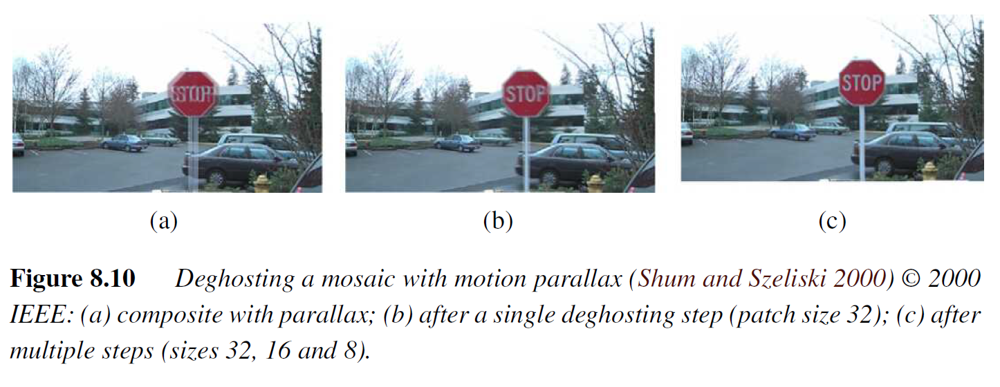 STOP
STOP
(a)
(b)
(c)
Figure 8.10 Deghosting a mosaic with motion parallax (Shum and Szeliski 2000) © 2000
IEEE: (a) composite with parallax; (b) after a single deghosting step (patch size 32); (c) after
multiple steps (sizes 32, 16 and 8).